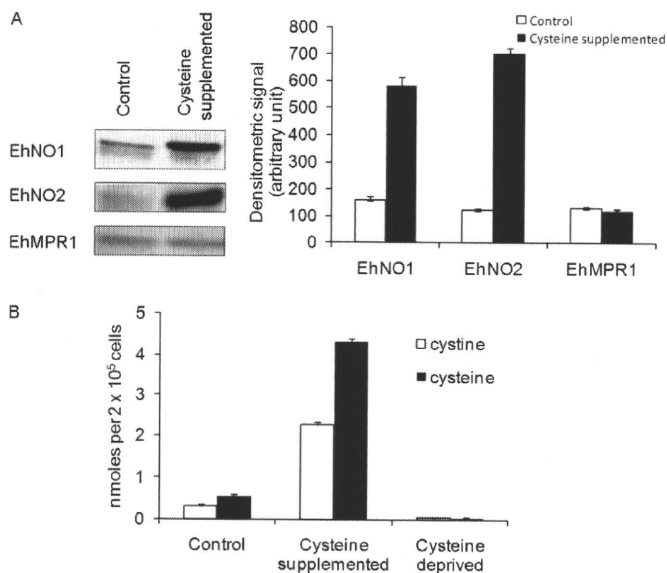 A
Control
Cysteine
supplemented
EhNO1
EhNO2
EhMPR1
Control
Cysteine supplemented
Densitometric signal
(arbitrary unit)
800
700
600
500
400
300
200
100
0
EhNO1 EhNO2 EhMPR1
B
nmoles per 2 x 10⁵ cells
5
4
3
2
1
0
cystine
cysteine
Control Cysteine supplemented Cysteine deprived